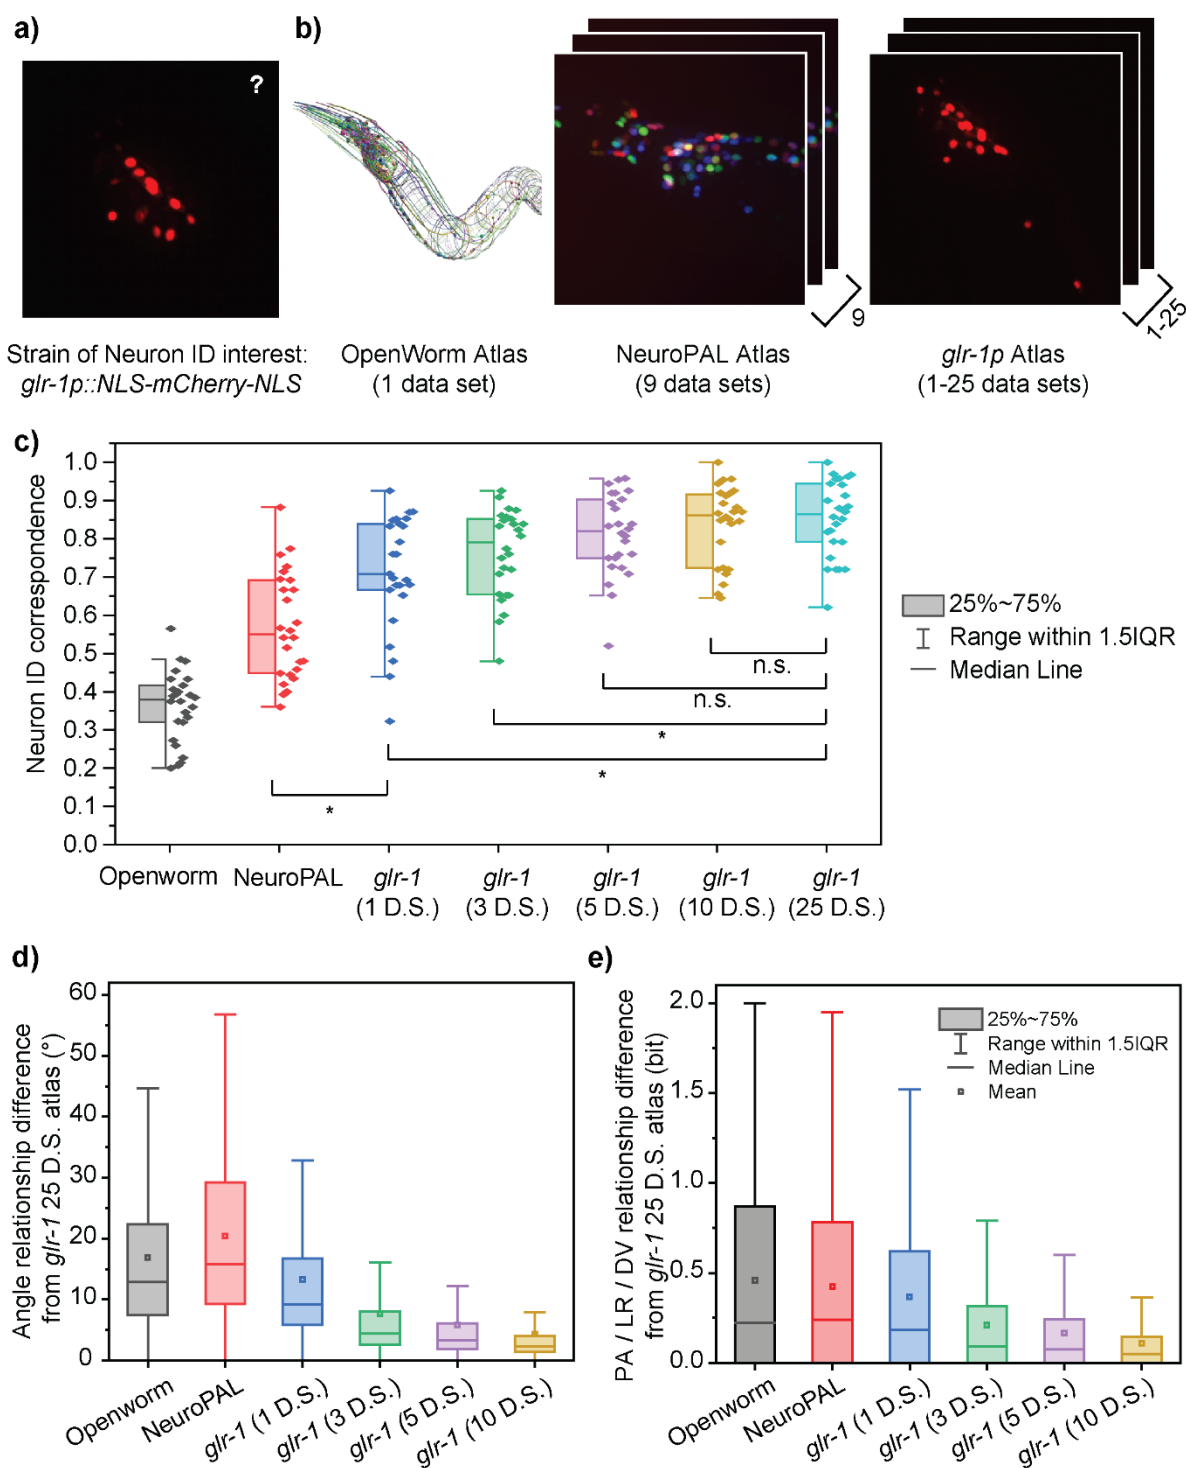 a)
?
Strain of Neuron ID interest:
glr-1p::NLS-mCherry-NLS
b)
9
1-25
OpenWorm Atlas
(1 data set)
NeuroPAL Atlas
(9 data sets)
glr-1p Atlas
(1-25 data sets)
c)
Neuron ID correspondence
1.0
0.9
0.8
0.7
0.6
0.5
0.4
0.3
0.2
0.1
0.0
n.s.
n.s.
*
*
*
25%~75%
Range within 1.5IQR
Median Line
Openworm
NeuroPAL
glr-1
(1 D.S.)
glr-1
(3 D.S.)
glr-1
(5 D.S.)
glr-1
(10 D.S.)
glr-1
(25 D.S.)
d)
Angle relationship difference
from glr-1 25 D.S. atlas (°)
60
50
40
30
20
10
0
Openworm
NeuroPAL
glr-1 (1 D.S.)
glr-1 (3 D.S.)
glr-1 (5 D.S.)
glr-1 (10 D.S.)
e)
PA / LR / DV relationship difference
from glr-1 25 D.S. atlas (bit)
2.0
1.5
1.0
0.5
0.0
25%~75%
Range within 1.5IQR
Median Line
Mean
Openworm
NeuroPAL
glr-1 (1 D.S.)
glr-1 (3 D.S.)
glr-1 (5 D.S.)
glr-1 (10 D.S.)